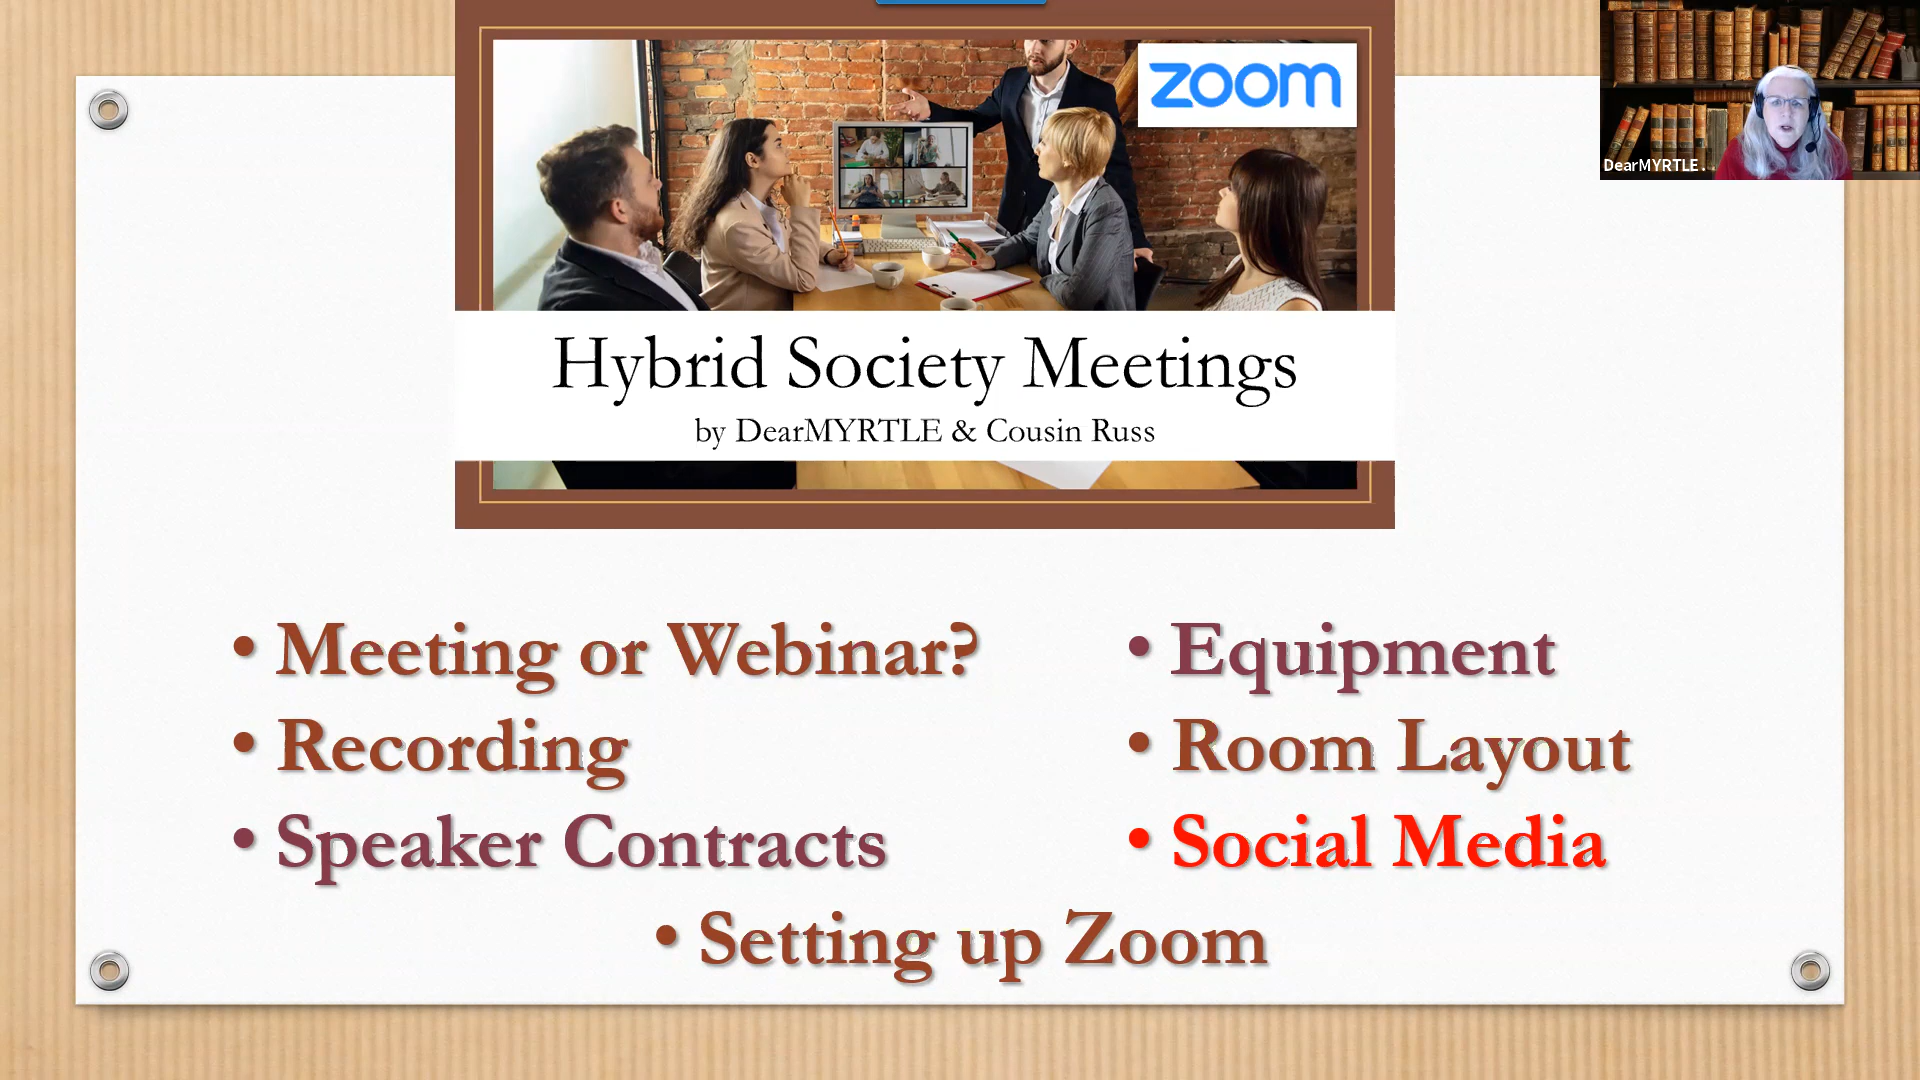 zoom
DearMYRTLE.
Hybrid Society Meetings
by DearMYRTLE & Cousin Russ
• Meeting or Webinar?
• Recording
• Speaker Contracts
• Equipment
• Room Layout
• Social Media
• Setting up Zoom